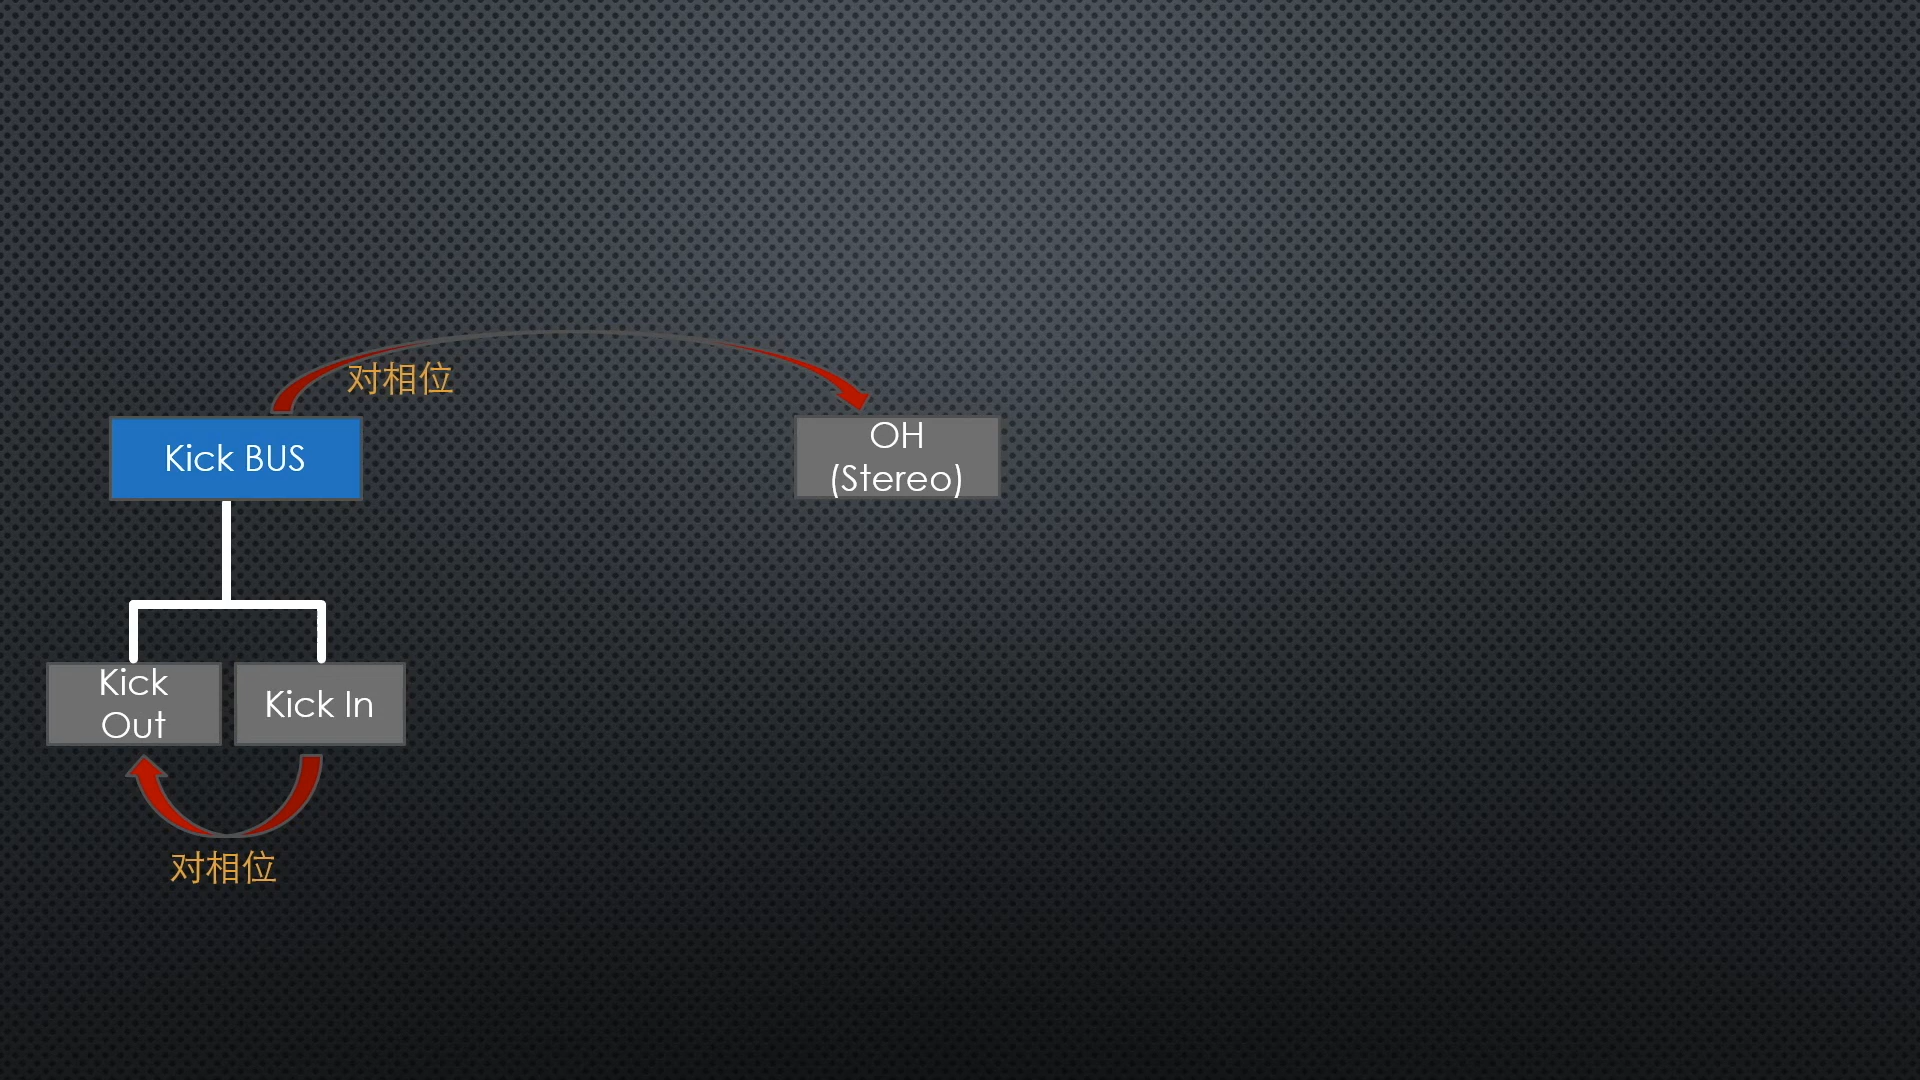 对相位
Kick BUS
OH
(Stereo)
Kick
Out
Kick In
对相位